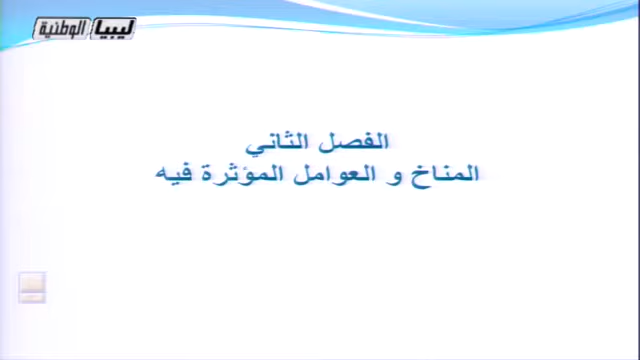 ليبيا الوطنية
الفصل الثاني
المناخ و العوامل المؤثرة فيه